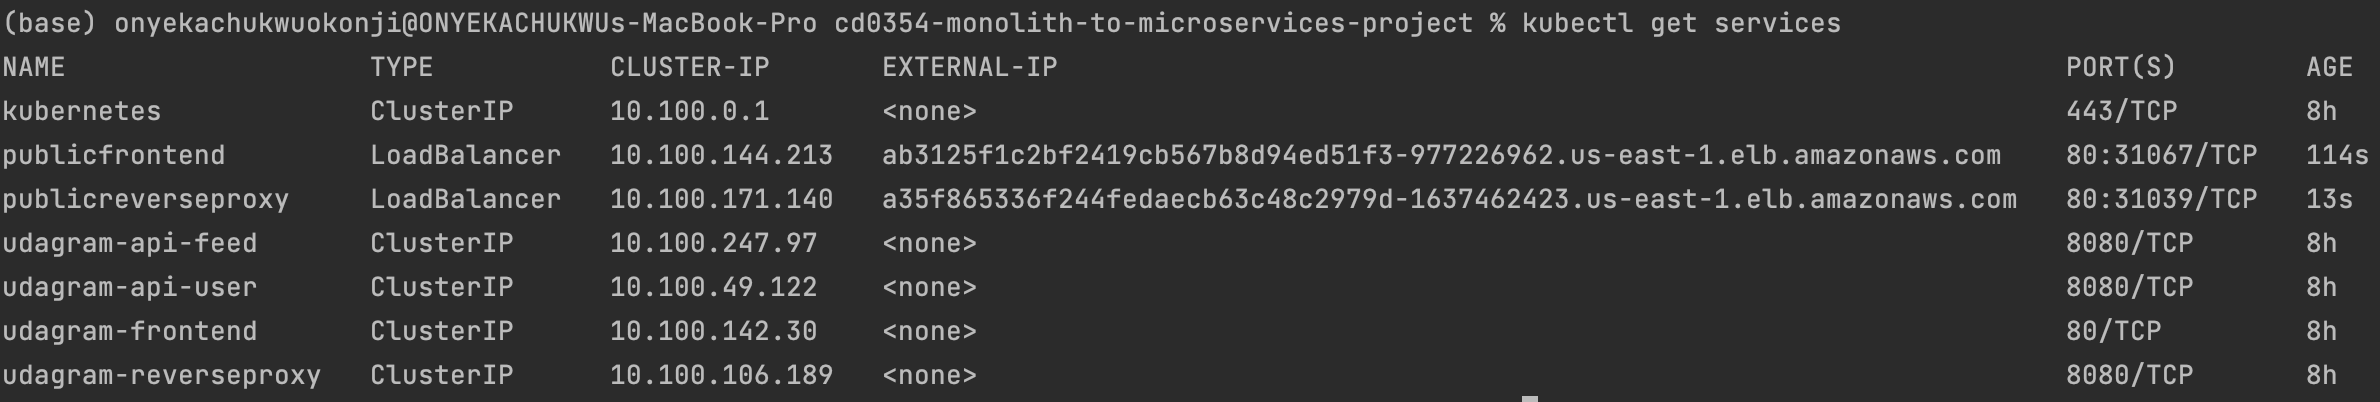 (base) onyekachukwuokonji@ONYEKACHUKWUs-MacBook-Pro cd0354-monolith-to-microservices-project % kubectl get services
NAME                   TYPE           CLUSTER-IP       EXTERNAL-IP                                                               PORT(S)        AGE
kubernetes             ClusterIP      10.100.0.1       <none>                                                                    443/TCP        8h
publicfrontend         LoadBalancer   10.100.144.213   ab3125f1c2bf2419cb567b8d94ed51f3-977226962.us-east-1.elb.amazonaws.com    80:31067/TCP   114s
publicreverseproxy     LoadBalancer   10.100.171.140   a35f865336f244fedaecb63c48c2979d-1637462423.us-east-1.elb.amazonaws.com   80:31039/TCP   13s
udagram-api-feed       ClusterIP      10.100.247.97    <none>                                                                    8080/TCP       8h
udagram-api-user       ClusterIP      10.100.49.122    <none>                                                                    8080/TCP       8h
udagram-frontend       ClusterIP      10.100.142.30    <none>                                                                    80/TCP         8h
udagram-reverseproxy   ClusterIP      10.100.106.189   <none>                                                                    8080/TCP       8h